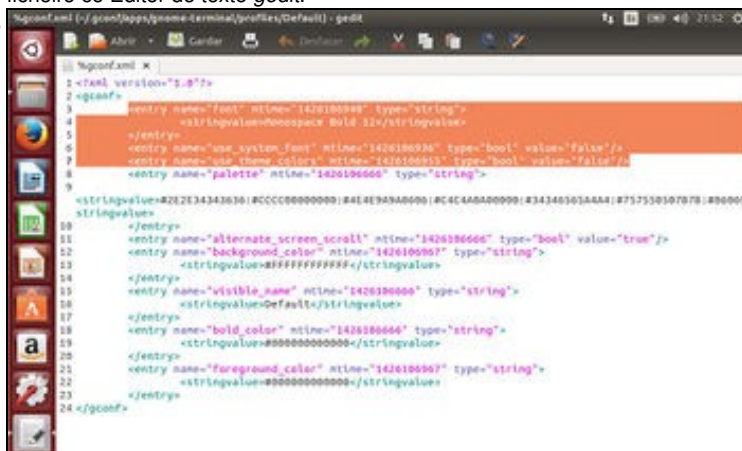 ficheiro co Editor de texto gedit.
%gconf.xml (~/.gconf/apps/gnome-terminal/profiles/Default) - gedit
21:52
Abrir
Gardar
Desfacer
%gconf.xml ×
1 <?xml version="1.0"?>
2 <gconf>
3 <entry name="font" mtime="1426106940" type="string">
4 <stringvalue>Monospace Bold 12</stringvalue>
5 </entry>
6 <entry name="use_system_font" mtime="1426106936" type="bool" value="false"/>
7 <entry name="use_theme_colors" mtime="1426106955" type="bool" value="false"/>
8 <entry name="palette" mtime="1426106666" type="string">
9
stringvalue>
10 </entry>
11 <entry name="alternate_screen_scroll" mtime="1426106666" type="bool" value="true"/>
12 <entry name="background_color" mtime="1426106967" type="string">
13 <stringvalue>#FFFFFFFFFFFF</stringvalue>
14 </entry>
15 <entry name="visible_name" mtime="1426106666" type="string">
16 <stringvalue>Default</stringvalue>
17 </entry>
18 <entry name="bold_color" mtime="1426106666" type="string">
19 <stringvalue>#000000000000</stringvalue>
20 </entry>
21 <entry name="foreground_color" mtime="1426106967" type="string">
22 <stringvalue>#000000000000</stringvalue>
23 </entry>
24 </gconf>